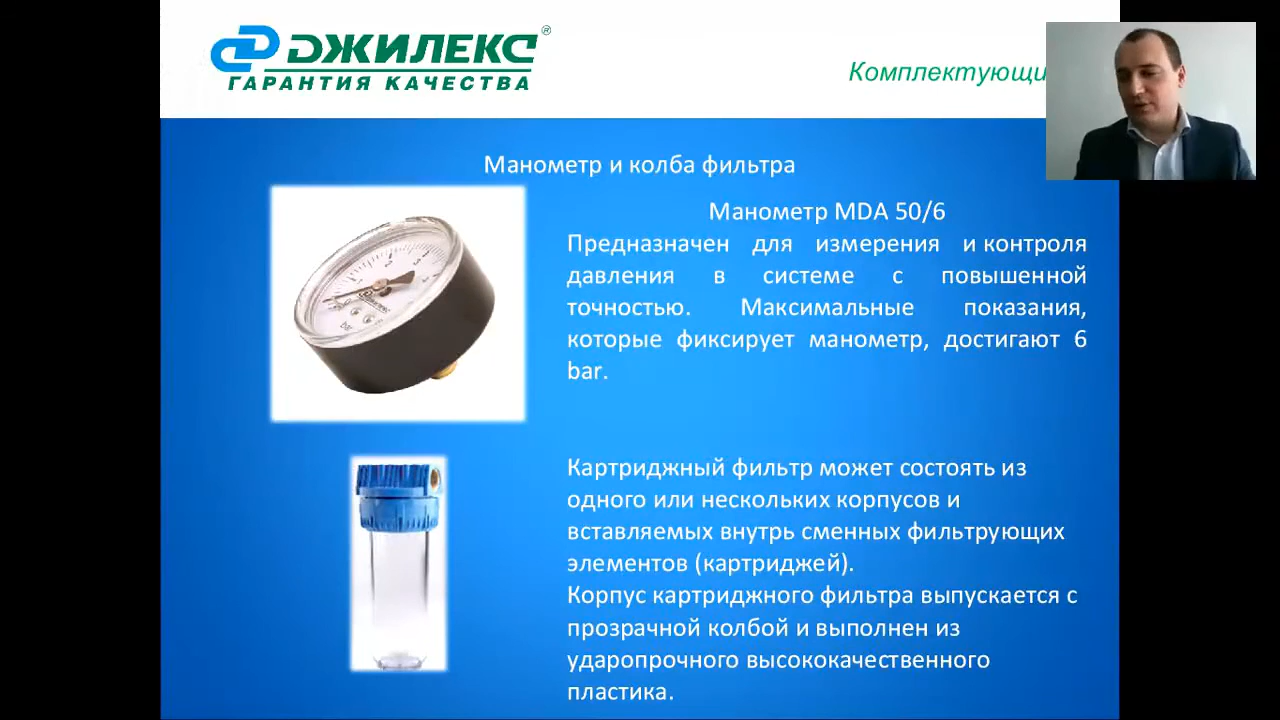 ДЖИЛЕКС®
ГАРАНТИЯ КАЧЕСТВА
Комплектующи
Манометр и колба фильтра
Манометр MDA 50/6
Предназначен для измерения и контроля
давления в системе с повышенной
точностью. Максимальные показания,
которые фиксирует манометр, достигают 6
bar.
bar
Джилекс
Картриджный фильтр может состоять из
одного или нескольких корпусов и
вставляемых внутрь сменных фильтрующих
элементов (картриджей).
Корпус картриджного фильтра выпускается с
прозрачной колбой и выполнен из
ударопрочного высококачественного
пластика.